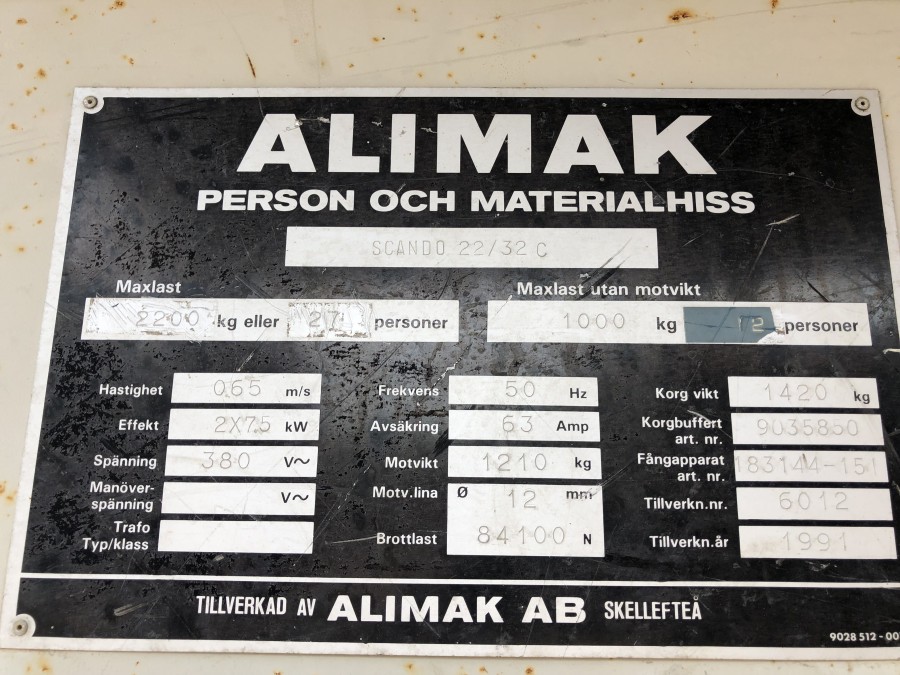 ALIMAK
PERSON OCH MATERIALHISS
SCANDO 22/32 C
Maxlast
2200 kg eller 27 personer
Maxlast utan motvikt
1000 kg 12 personer
Hastighet 0.65 m/s
Effekt 2X7.5 kW
Spänning 380 V~
Manöver-
spänning V~
Trafo
Typ/klass
Frekvens 50 Hz
Avsäkring 63 Amp
Motvikt 1210 kg
Motv.lina Ø 12 mm
Brottlast 84100 N
Korg vikt 1420 kg
Korgbuffert
art. nr. 9035850
Fångapparat
art. nr. 183144-151
Tillverkn.nr. 6012
Tillverkn.år 1991
TILLVERKAD AV ALIMAK AB SKELLEFTEÅ
9028 512-00